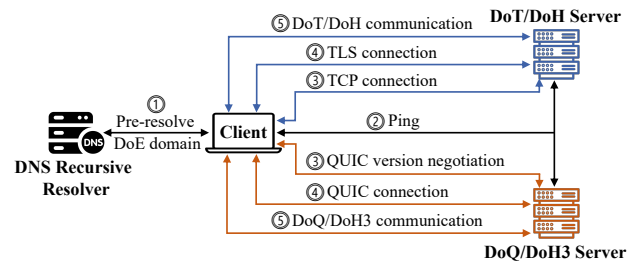 DoT/DoH Server
⑤ DoT/DoH communication
④ TLS connection
③ TCP connection
①
Pre-resolve
DoE domain
DNS
DNS Recursive
Resolver
Client
② Ping
③ QUIC version negotiation
④ QUIC connection
⑤ DoQ/DoH3 communication
DoQ/DoH3 Server